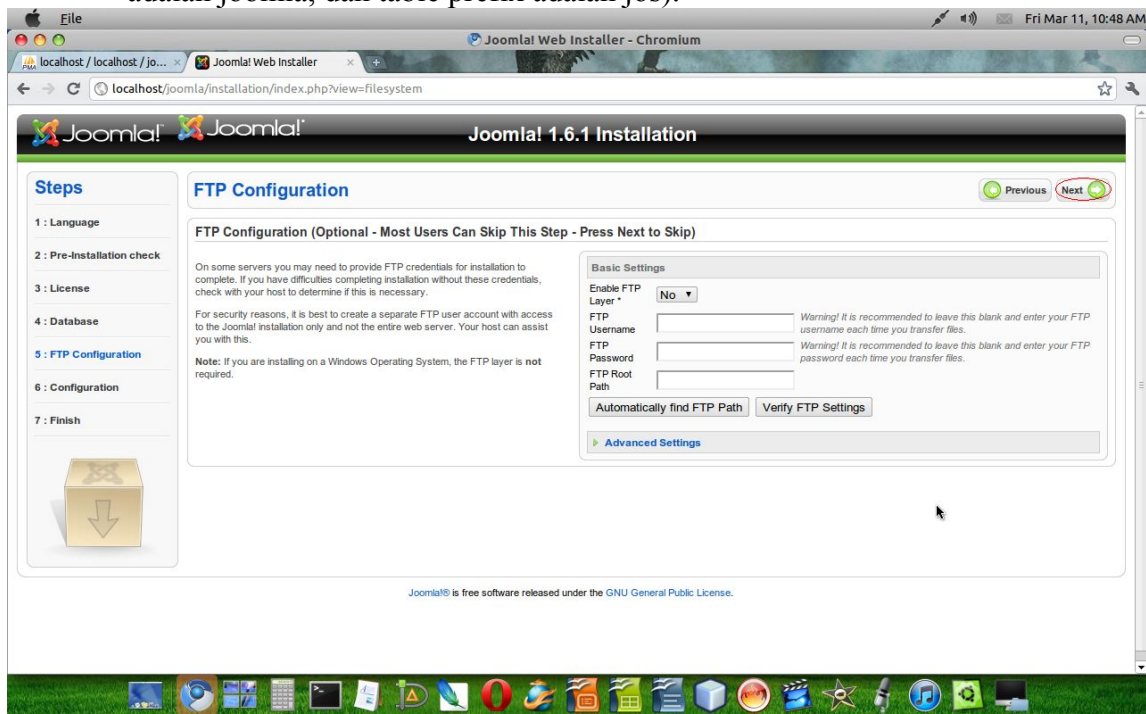 adalah joomla, dan table prefix adalah jos).
File
Fri Mar 11, 10:48 AM
Joomla! Web Installer - Chromium
localhost / localhost / jo...
Joomla! Web Installer
localhost/joomla/installation/index.php?view=filesystem
Joomla!
Joomla!
Joomla! 1.6.1 Installation
Steps
FTP Configuration
Previous
Next
1 : Language
2 : Pre-Installation check
3 : License
4 : Database
5 : FTP Configuration
6 : Configuration
7 : Finish
FTP Configuration (Optional - Most Users Can Skip This Step - Press Next to Skip)
On some servers you may need to provide FTP credentials for installation to
complete. If you have difficulties completing installation without these credentials,
check with your host to determine if this is necessary.
For security reasons, it is best to create a separate FTP user account with access
to the Joomla! installation only and not the entire web server. Your host can assist
you with this.
Note: If you are installing on a Windows Operating System, the FTP layer is not
required.
Basic Settings
Enable FTP
Layer *
No
FTP
Username
Warning! It is recommended to leave this blank and enter your FTP
username each time you transfer files.
FTP
Password
Warning! It is recommended to leave this blank and enter your FTP
password each time you transfer files.
FTP Root
Path
Automatically find FTP Path
Verify FTP Settings
Advanced Settings
Joomla!® is free software released under the GNU General Public License.